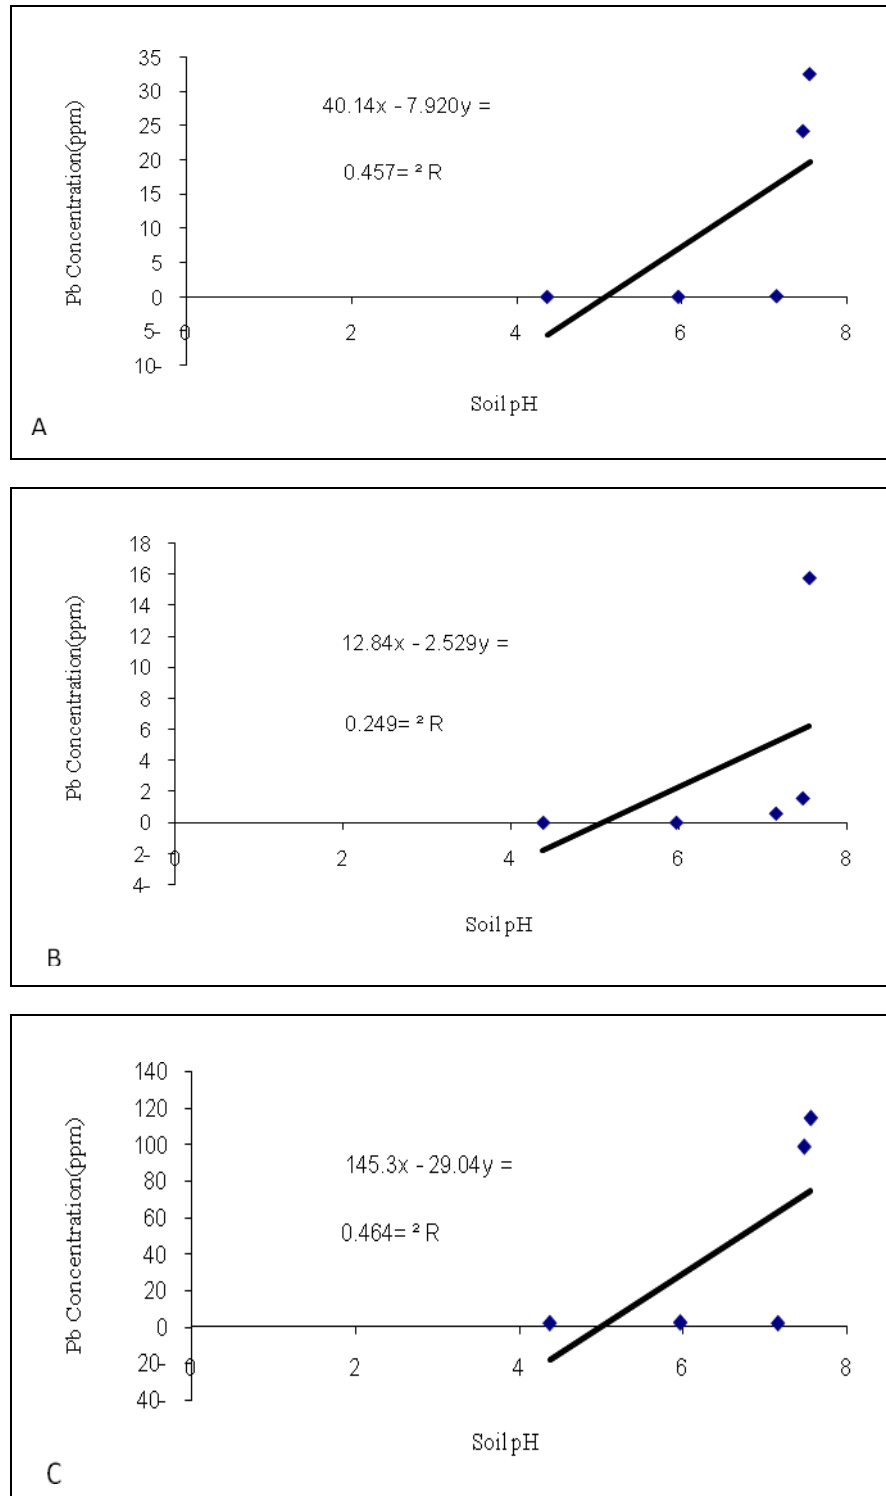 35
30
25
20
15
10
5
0
5-
10-
Pb Concentration(ppm)
40.14x - 7.920y =
0.457= ² R
0 2 4 6 8
Soil pH
A
18
16
14
12
10
8
6
4
2
0
2-
4-
Pb Concentration(ppm)
12.84x - 2.529y =
0.249= ² R
0 2 4 6 8
Soil pH
B
140
120
100
80
60
40
20
0
20-
40-
Pb Concentration(ppm)
145.3x - 29.04y =
0.464= ² R
0 2 4 6 8
Soil pH
C